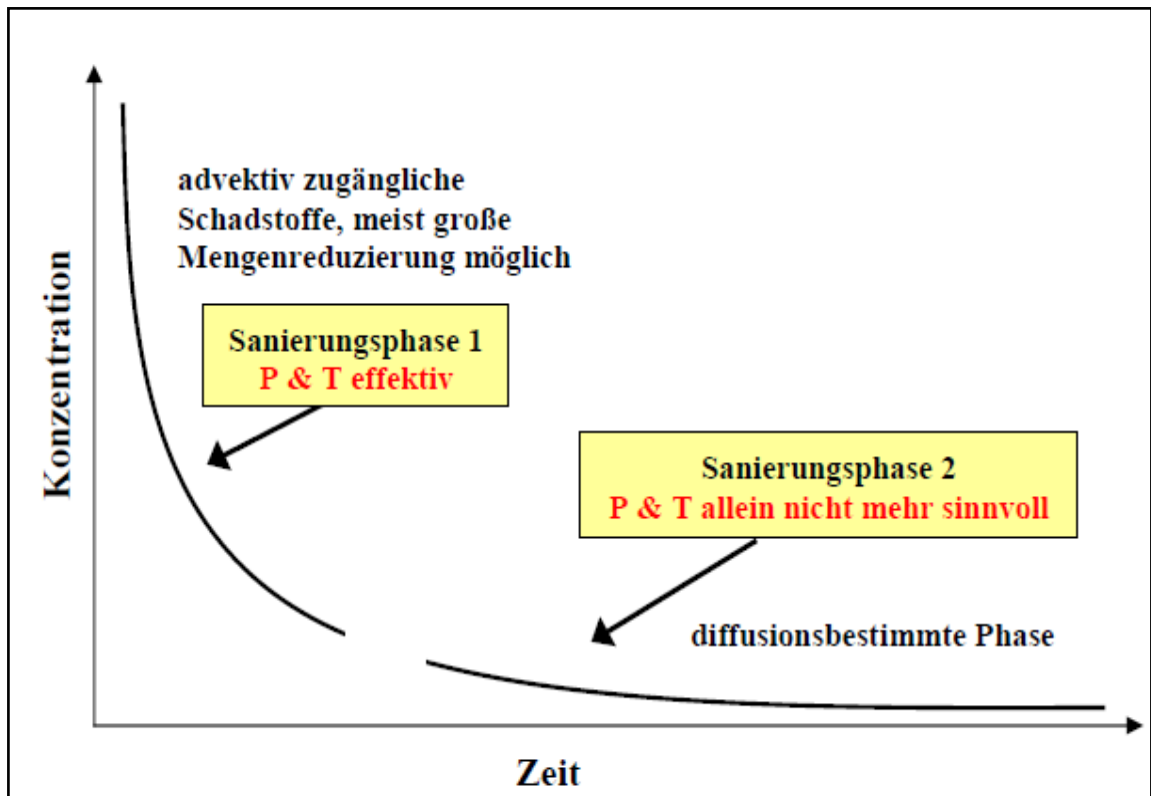 advektiv zugängliche
Schadstoffe, meist große
Mengenreduzierung möglich
Konzentration
Sanierungsphase 1
P & T effektiv
Sanierungsphase 2
P & T allein nicht mehr sinnvoll
diffusionsbestimmte Phase
Zeit